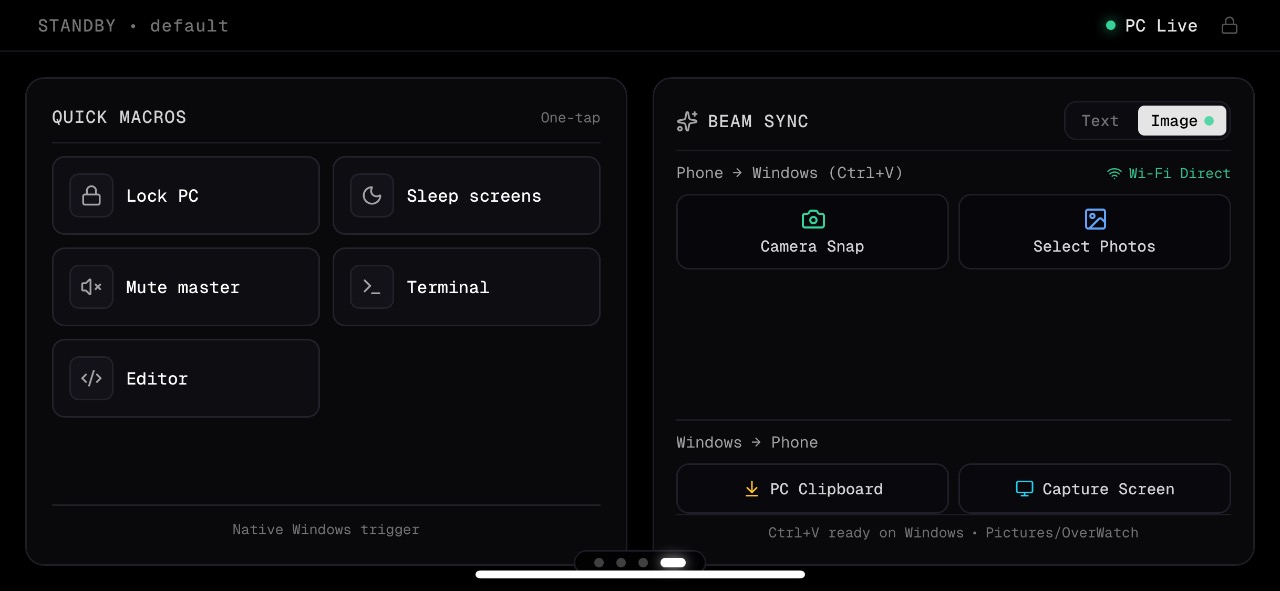 STANDBY • default
PC Live
QUICK MACROS
One-tap
Lock PC
Sleep screens
Mute master
Terminal
Editor
Native Windows trigger
BEAM SYNC
Text
Image
Phone → Windows (Ctrl+V)
Wi-Fi Direct
Camera Snap
Select Photos
Windows → Phone
PC Clipboard
Capture Screen
Ctrl+V ready on Windows • Pictures/OverWatch